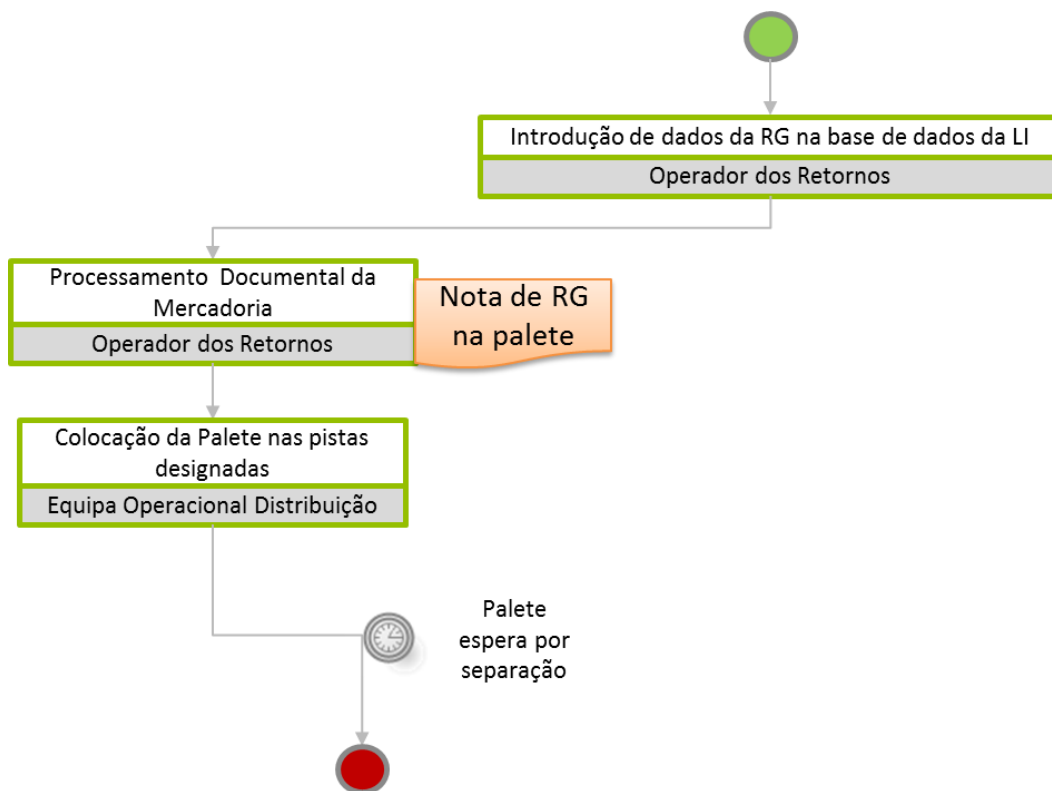 Introdução de dados da RG na base de dados da LI
Operador dos Retornos
Processamento Documental da
Mercadoria
Operador dos Retornos
Nota de RG
na palete
Colocação da Palete nas pistas
designadas
Equipa Operacional Distribuição
Palete
espera por
separação